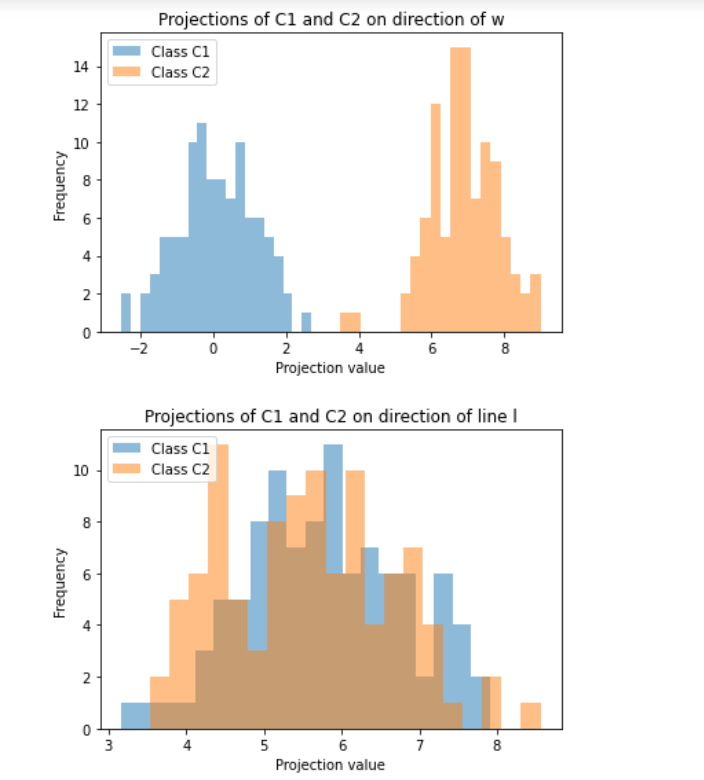 Projections of C1 and C2 on direction of w
Class C1
Class C2
14
12
10
8
6
4
2
0
Frequency
−2
0
2
4
6
8
Projection value
Projections of C1 and C2 on direction of line l
Class C1
Class C2
10
8
6
4
2
0
Frequency
3
4
5
6
7
8
Projection value